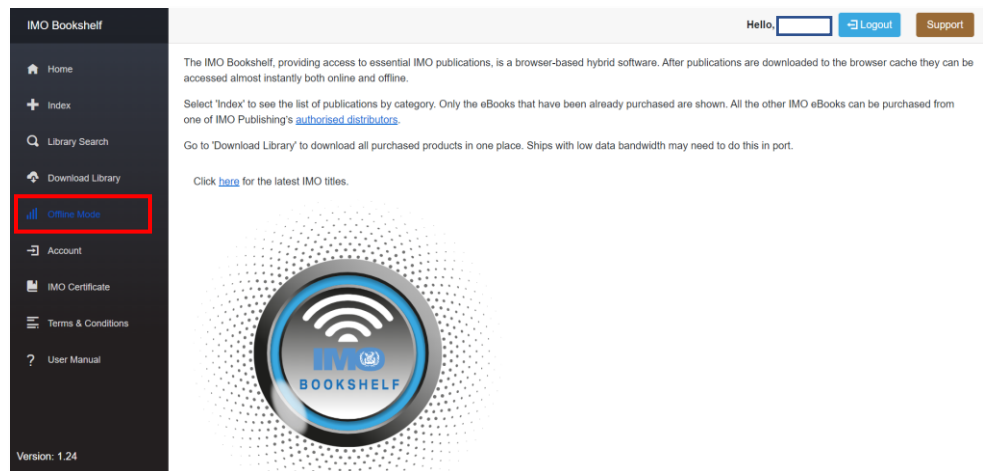 IMO Bookshelf
Hello,
Logout
Support
Home
Index
Library Search
Download Library
Offline Mode
Account
IMO Certificate
Terms & Conditions
User Manual
Version: 1.24
The IMO Bookshelf, providing access to essential IMO publications, is a browser-based hybrid software. After publications are downloaded to the browser cache they can be
accessed almost instantly both online and offline.
Select 'Index' to see the list of publications by category. Only the eBooks that have been already purchased are shown. All the other IMO eBooks can be purchased from
one of IMO Publishing's authorised distributors.
Go to 'Download Library' to download all purchased products in one place. Ships with low data bandwidth may need to do this in port.
Click here for the latest IMO titles.
IMO
BOOKSHELF